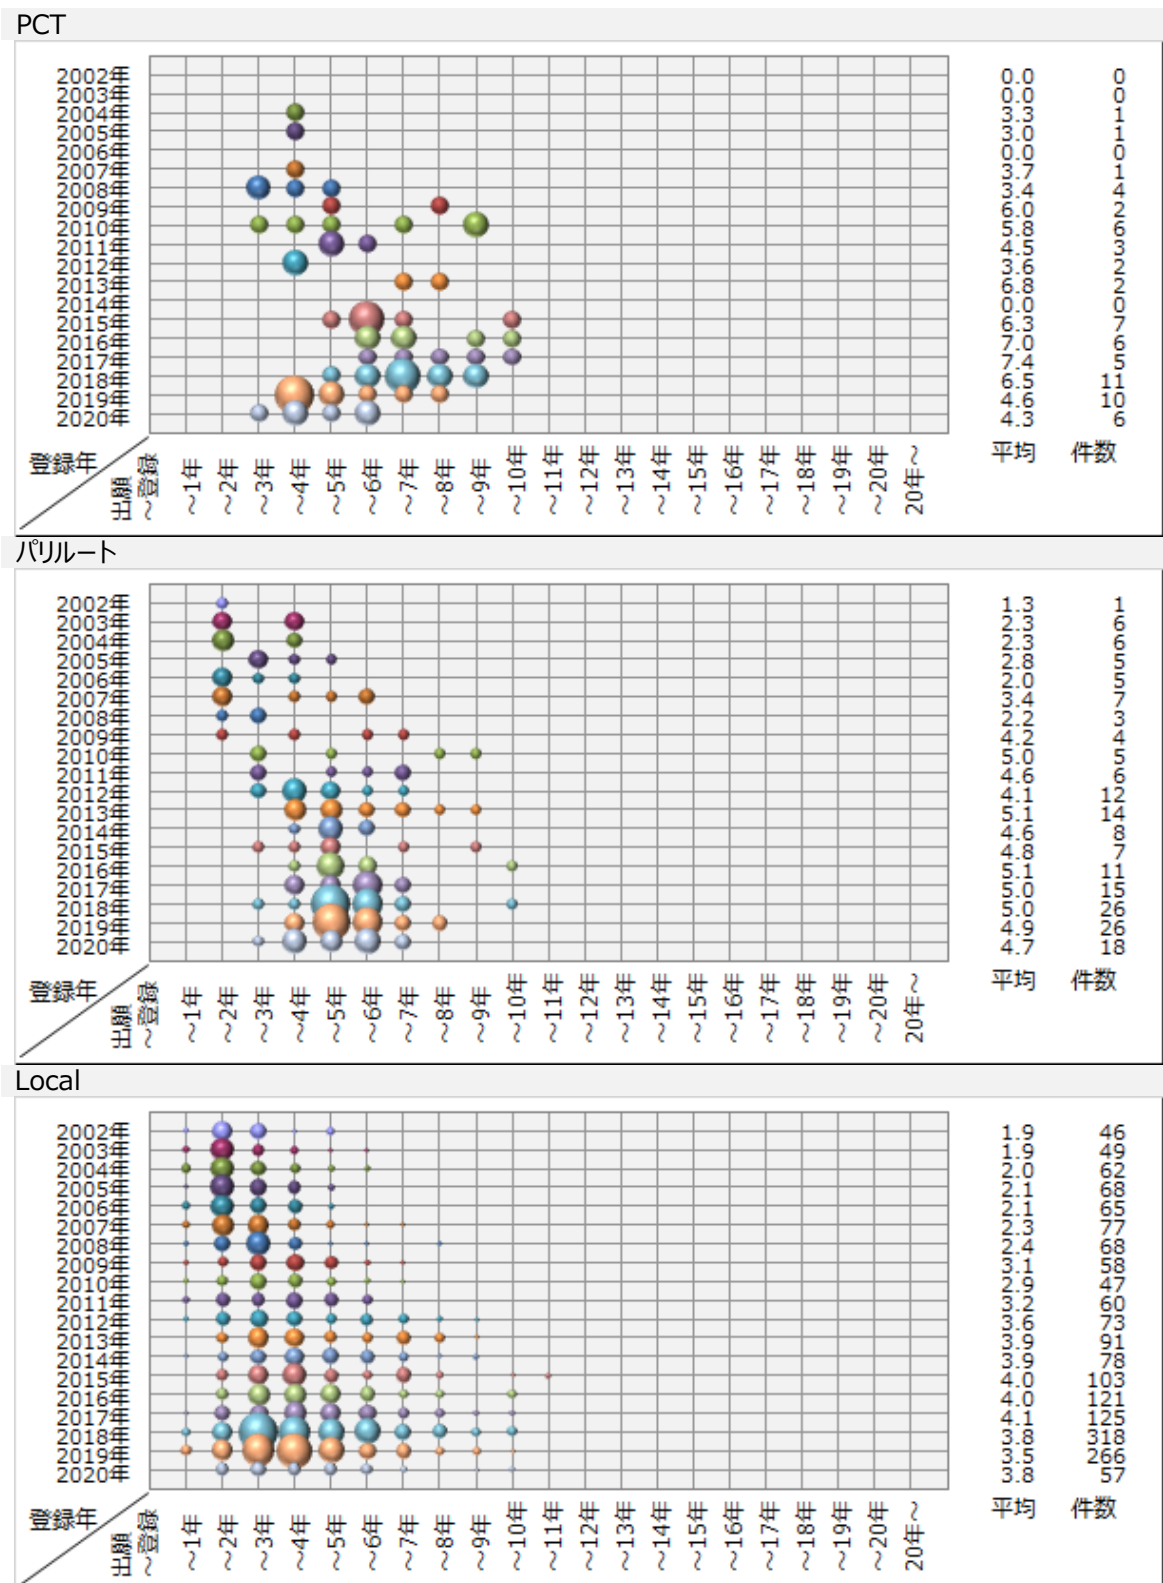 PCT
2002年 0.0 0
2003年 0.0 0
2004年 3.3 1
2005年 3.0 1
2006年 0.0 0
2007年 3.7 1
2008年 3.4 4
2009年 6.0 2
2010年 5.8 6
2011年 4.5 3
2012年 3.6 2
2013年 6.8 2
2014年 0.0 0
2015年 6.3 7
2016年 7.0 6
2017年 7.4 5
2018年 6.5 11
2019年 4.6 10
2020年 4.3 6
登録年 出願～登録 ～1年 ～2年 ～3年 ～4年 ～5年 ～6年 ～7年 ～8年 ～9年 ～10年 ～11年 ～12年 ～13年 ～14年 ～15年 ～16年 ～17年 ～18年 ～19年 ～20年 20年～ 平均 件数
パリルート
2002年 1.3 1
2003年 2.3 6
2004年 2.3 6
2005年 2.8 5
2006年 2.0 5
2007年 3.4 7
2008年 2.2 3
2009年 4.2 4
2010年 5.0 5
2011年 4.6 6
2012年 4.1 12
2013年 5.1 14
2014年 4.6 8
2015年 4.8 7
2016年 5.1 11
2017年 5.0 15
2018年 5.0 26
2019年 4.9 26
2020年 4.7 18
登録年 出願～登録 ～1年 ～2年 ～3年 ～4年 ～5年 ～6年 ～7年 ～8年 ～9年 ～10年 ～11年 ～12年 ～13年 ～14年 ～15年 ～16年 ～17年 ～18年 ～19年 ～20年 20年～ 平均 件数
Local
2002年 1.9 46
2003年 1.9 49
2004年 2.0 62
2005年 2.1 68
2006年 2.1 65
2007年 2.3 77
2008年 2.4 68
2009年 3.1 58
2010年 2.9 47
2011年 3.2 60
2012年 3.6 73
2013年 3.9 91
2014年 3.9 78
2015年 4.0 103
2016年 4.0 121
2017年 4.1 125
2018年 3.8 318
2019年 3.5 266
2020年 3.8 57
登録年 出願～登録 ～1年 ～2年 ～3年 ～4年 ～5年 ～6年 ～7年 ～8年 ～9年 ～10年 ～11年 ～12年 ～13年 ～14年 ～15年 ～16年 ～17年 ～18年 ～19年 ～20年 20年～ 平均 件数